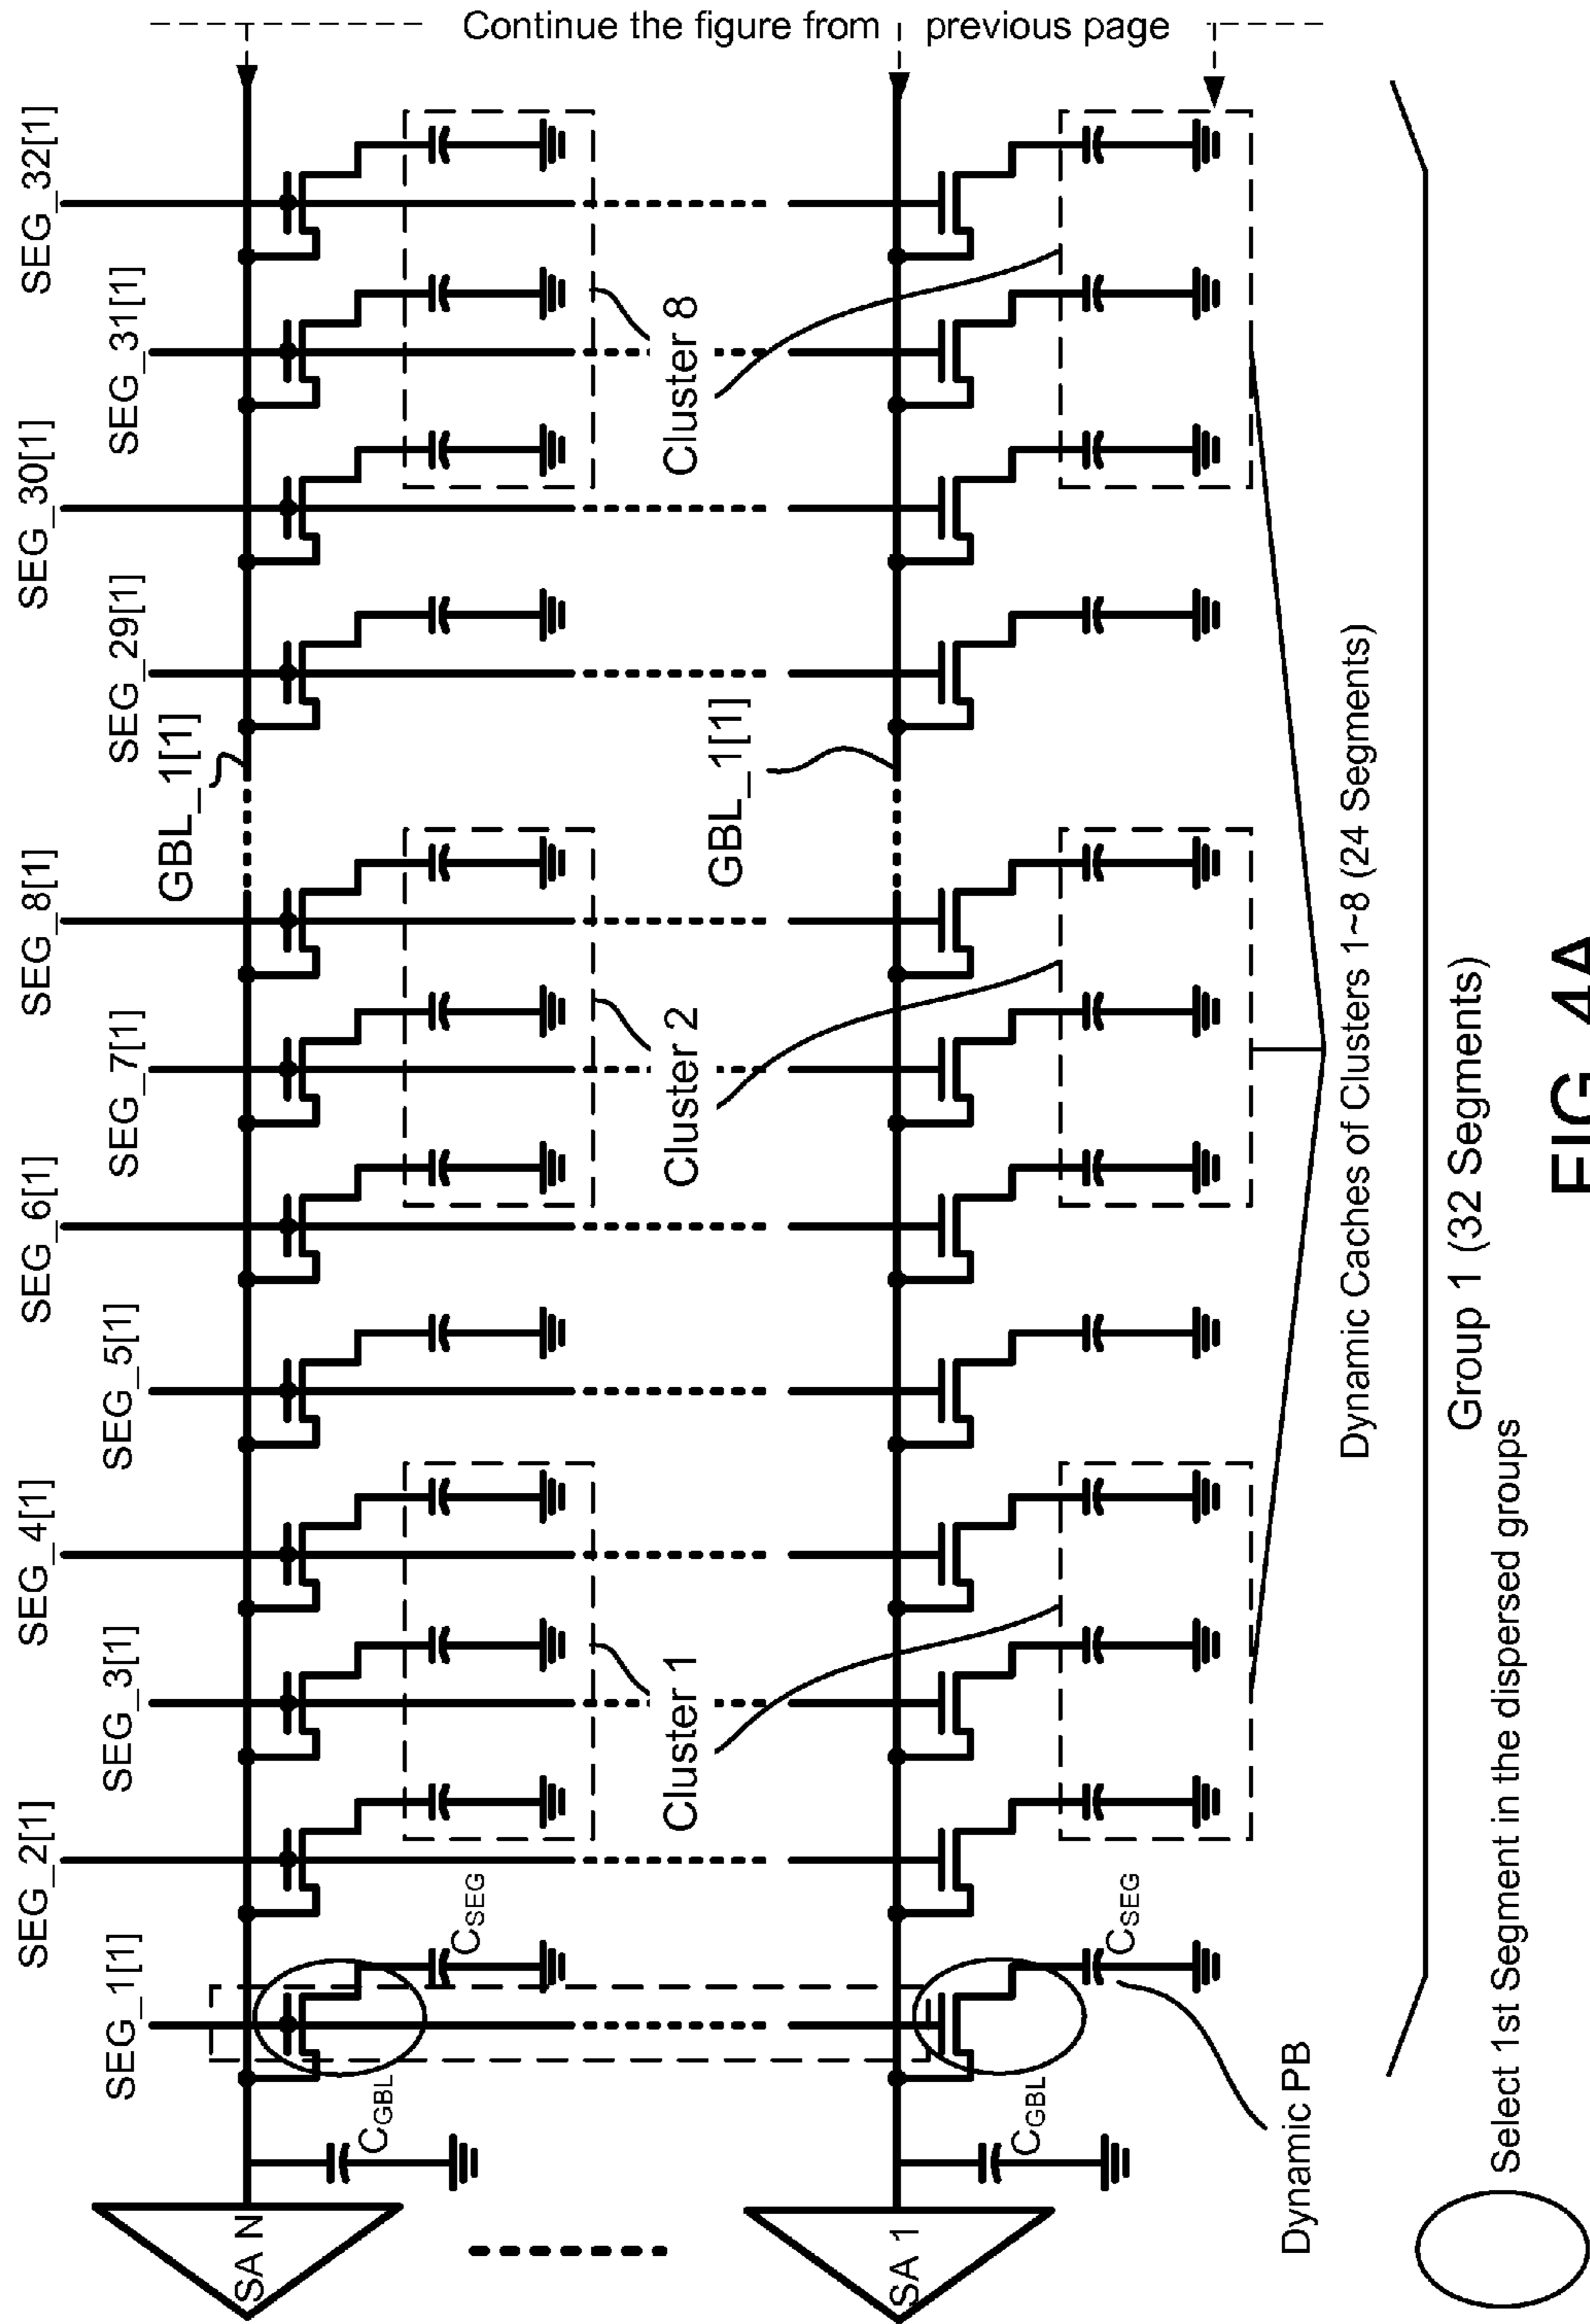 Continue the figure from previous page
SEG_1[1]
SEG_2[1]
SEG_3[1]
SEG_4[1]
SEG_5[1]
SEG_6[1]
SEG_7[1]
SEG_8[1]
SEG_29[1]
SEG_30[1]
SEG_31[1]
SEG_32[1]
GBL_1[1]
SA N
CGBL
CSEG
Cluster 1
Cluster 2
Cluster 8
GBL_1[1]
SA 1
CGBL
CSEG
Dynamic PB
Dynamic Caches of Clusters 1~8 (24 Segments)
Group 1 (32 Segments)
Select 1st Segment in the dispersed groups
FIG. 4A